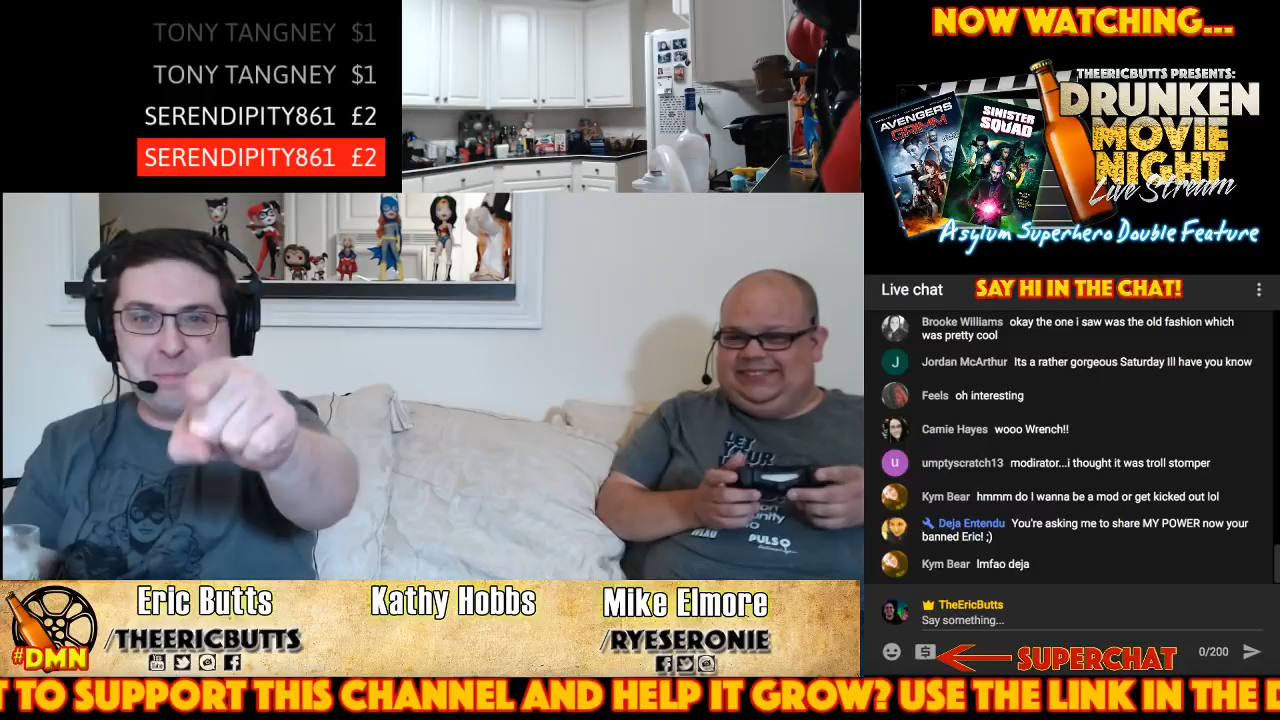 TONY TANGNEY $1
TONY TANGNEY $1
SERENDIPITY861 £2
SERENDIPITY861 £2
NOW WATCHING...
THEERICBUTTS PRESENTS:
DRUNKEN
MOVIE
NIGHT
Live Stream
AVENGERS
GRIMM
SINISTER
SQUAD
Asylum Superhero Double Feature
Live chat
SAY HI IN THE CHAT!
Brooke Williams okay the one i saw was the old fashion which
was pretty cool
J
Jordan McArthur Its a rather gorgeous Saturday Ill have you know
Feels oh interesting
Camie Hayes wooo Wrench!!
u
umptyscratch13 modirator...i thought it was troll stomper
Kym Bear hmmm do I wanna be a mod or get kicked out lol
Deja Entendu You're asking me to share MY POWER now your
banned Eric! ;)
Kym Bear lmfao deja
TheEricButts
Say something...
SUPERCHAT
0/200
LET
YOUR
PULSO
Eric Butts
Kathy Hobbs
Mike Elmore
/THEERICBUTTS
/RYESERONIE
#DMN
T TO SUPPORT THIS CHANNEL AND HELP IT GROW? USE THE LINK IN THE D